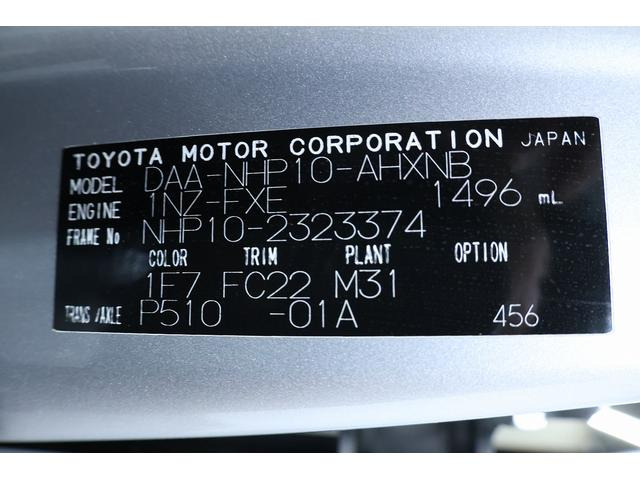 TOYOTA MOTOR CORPORATION JAPAN
MODEL DAA-NHP10-AHXNB
ENGINE 1NZ-FXE 1496 mL
FRAME No NHP10-2323374
COLOR TRIM PLANT OPTION
1F7 FC22 M31
TRANS/AXLE P510 -01A 456